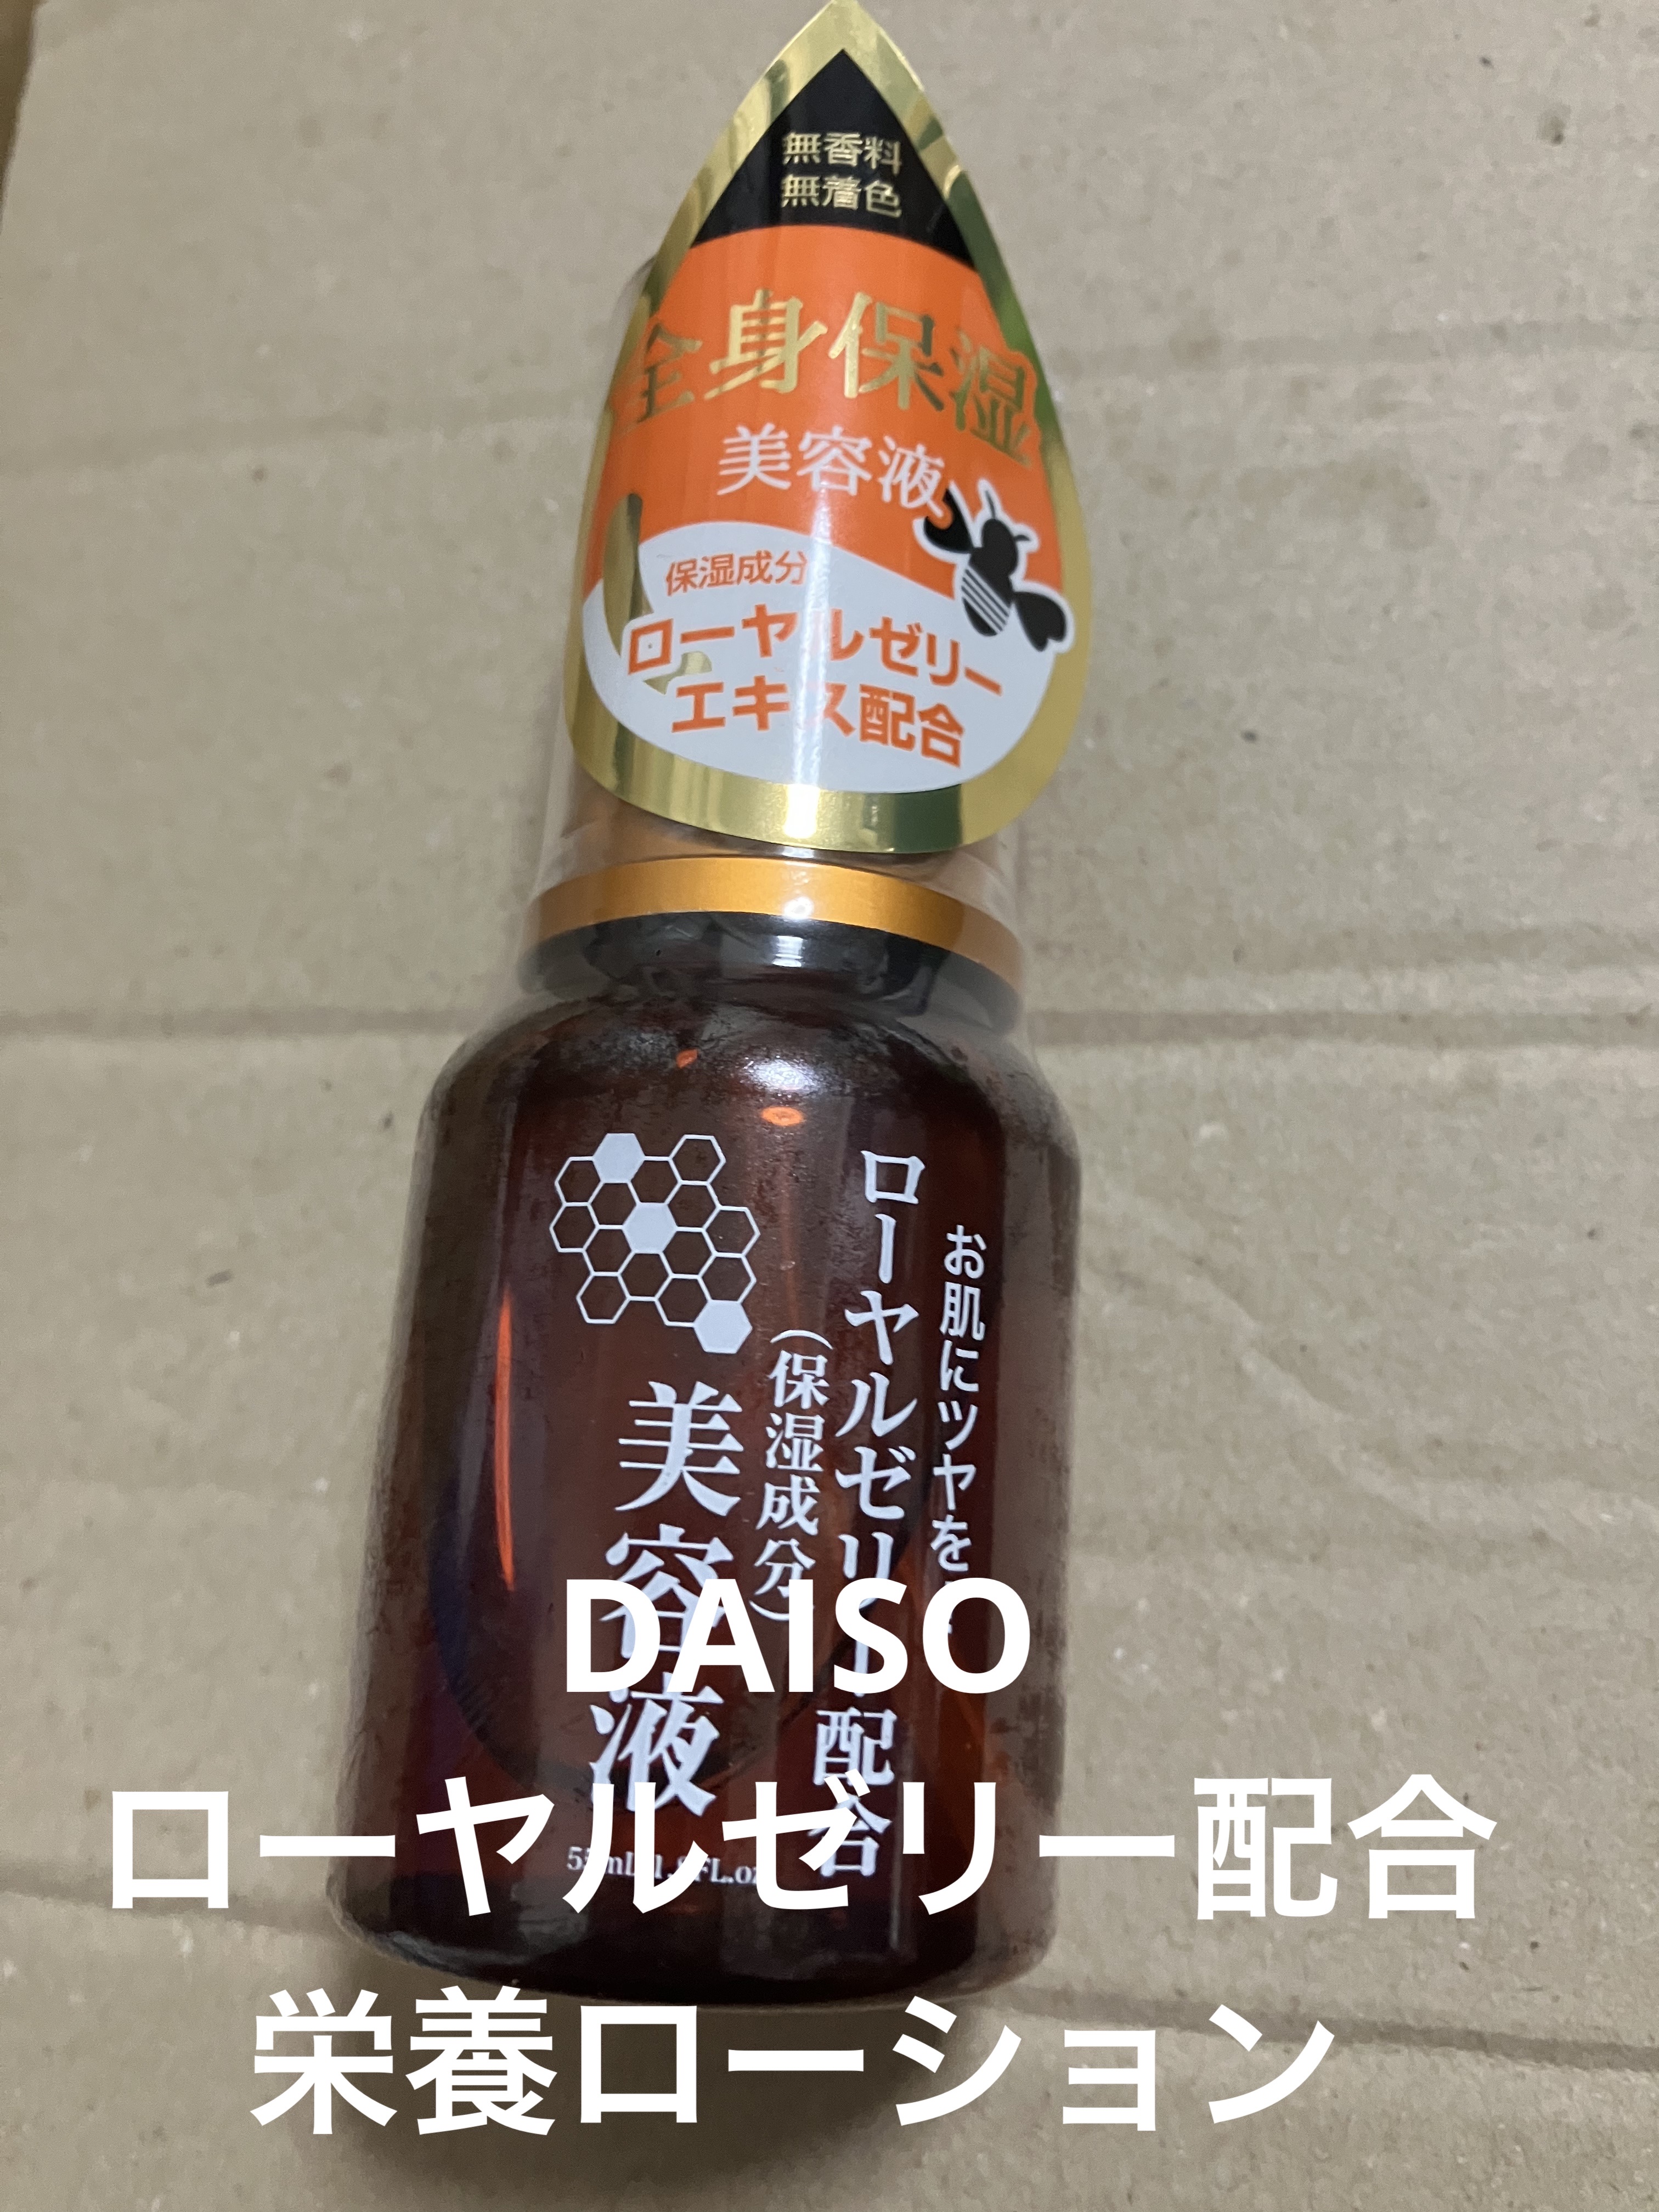 無香料
無着色
全身保湿
美容液
保湿成分
ローヤルゼリー
エキス配合
お肌にツヤを
ローヤルゼリー配合
(保湿成分)
美容液
DAISO
ローヤルゼリー配合
栄養ローション